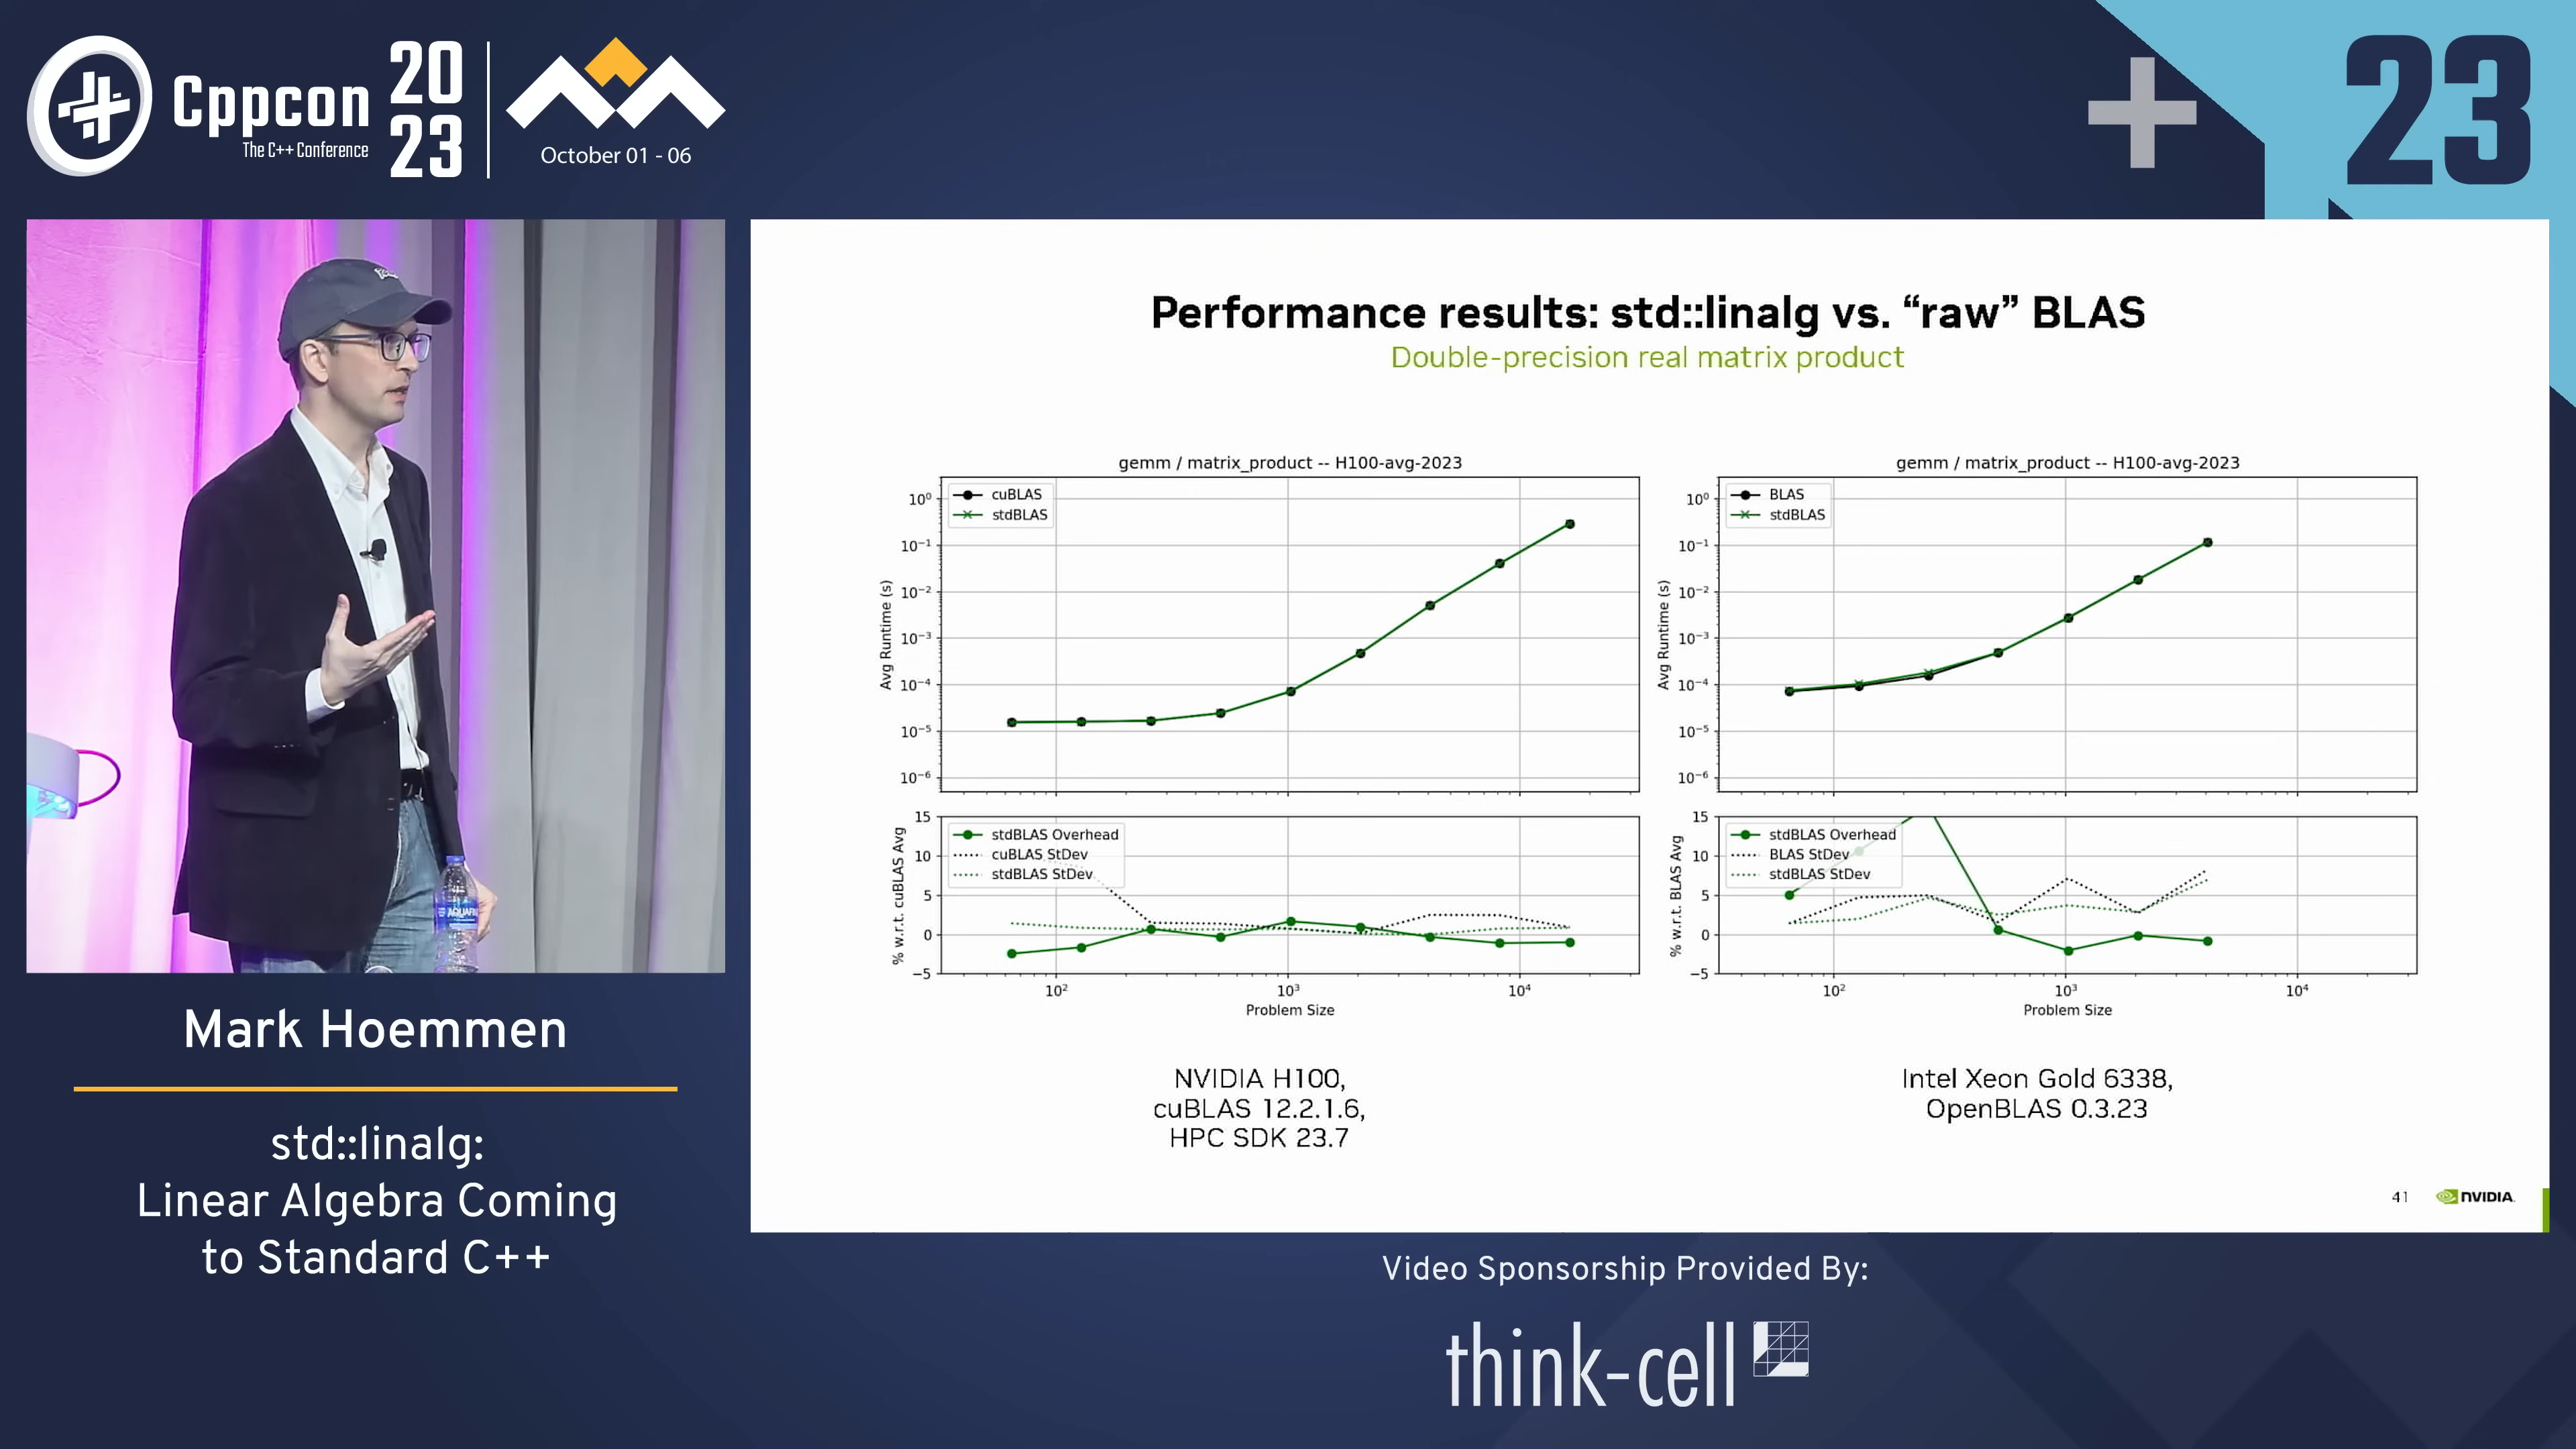 Cppcon
The C++ Conference
20
23
October 01 - 06
23
Performance results: std::linalg vs. “raw” BLAS
Double-precision real matrix product
gemm / matrix_product -- H100-avg-2023
cuBLAS
stdBLAS
10⁰
10⁻¹
10⁻²
10⁻³
10⁻⁴
10⁻⁵
10⁻⁶
Avg Runtime (s)
stdBLAS Overhead
cuBLAS StDev
stdBLAS StDev
15
10
5
0
−5
% w.r.t. cuBLAS Avg
10²
10³
10⁴
Problem Size
NVIDIA H100,
cuBLAS 12.2.1.6,
HPC SDK 23.7
gemm / matrix_product -- H100-avg-2023
BLAS
stdBLAS
10⁰
10⁻¹
10⁻²
10⁻³
10⁻⁴
10⁻⁵
10⁻⁶
Avg Runtime (s)
stdBLAS Overhead
BLAS StDev
stdBLAS StDev
15
10
5
0
−5
% w.r.t. BLAS Avg
10²
10³
10⁴
Problem Size
Intel Xeon Gold 6338,
OpenBLAS 0.3.23
41
NVIDIA.
Mark Hoemmen
std::linalg:
Linear Algebra Coming
to Standard C++
Video Sponsorship Provided By:
think-cell